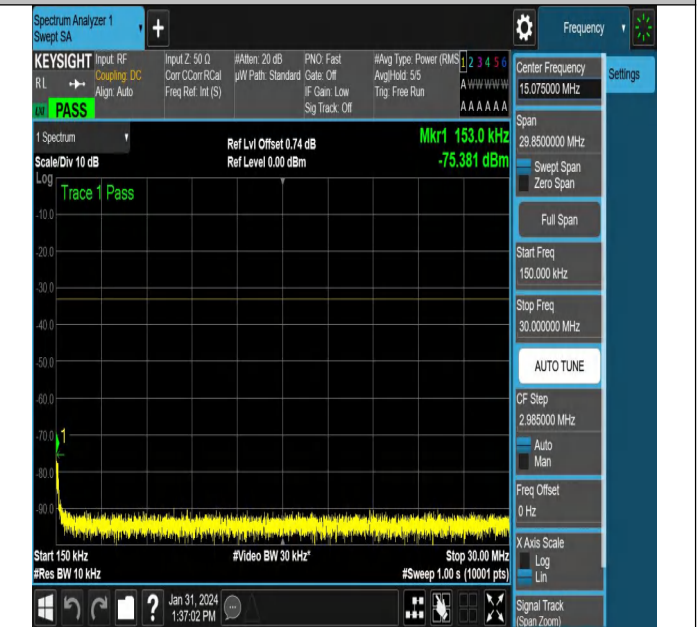 Spectrum Analyzer 1
Swept SA
+
Frequency
KEYSIGHT
RL
PASS
Input: RF
Coupling: DC
Align: Auto
Input Z: 50 Ω
Corr CCorr RCal
Freq Ref: Int (S)
#Atten: 20 dB
µW Path: Standard
PNO: Fast
Gate: Off
IF Gain: Low
Sig Track: Off
#Avg Type: Power (RMS
Avg|Hold: 5/5
Trig: Free Run
1 2 3 4 5 6
A W W W W W
A A A A A A
1 Spectrum
Scale/Div 10 dB
Log
Ref Lvl Offset 0.74 dB
Ref Level 0.00 dBm
Mkr1 153.0 kHz
-75.381 dBm
Trace 1 Pass
-10.0
-20.0
-30.0
-40.0
-50.0
-60.0
-70.0
1
-80.0
-90.0
Start 150 kHz
#Res BW 10 kHz
#Video BW 30 kHz*
Stop 30.00 MHz
#Sweep 1.00 s (10001 pts)
Jan 31, 2024
1:37:02 PM
?
Center Frequency
15.075000 MHz
Settings
Span
29.8500000 MHz
Swept Span
Zero Span
Full Span
Start Freq
150.000 kHz
Stop Freq
30.000000 MHz
AUTO TUNE
CF Step
2.985000 MHz
Auto
Man
Freq Offset
0 Hz
X Axis Scale
Log
Lin
Signal Track
(Span Zoom)